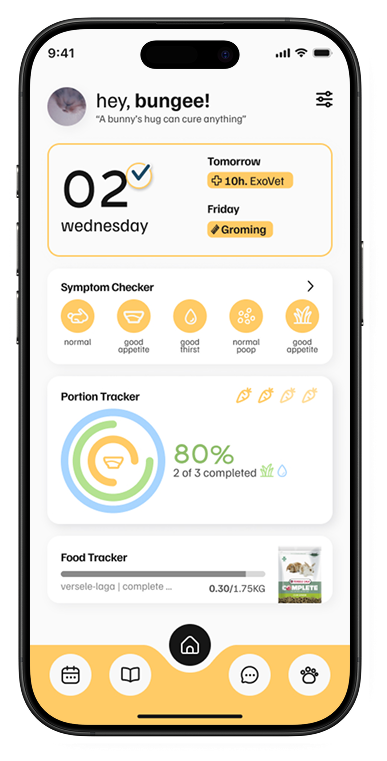 9:41
hey, bungee!
“A bunny's hug can cure anything”
02
wednesday
Tomorrow
10h. ExoVet
Friday
Groming
Symptom Checker
normal
good appetite
good thirst
normal poop
good appetite
Portion Tracker
80%
2 of 3 completed
Food Tracker
versele-laga | complete ...
0.30/1.75KG
COMPLETE